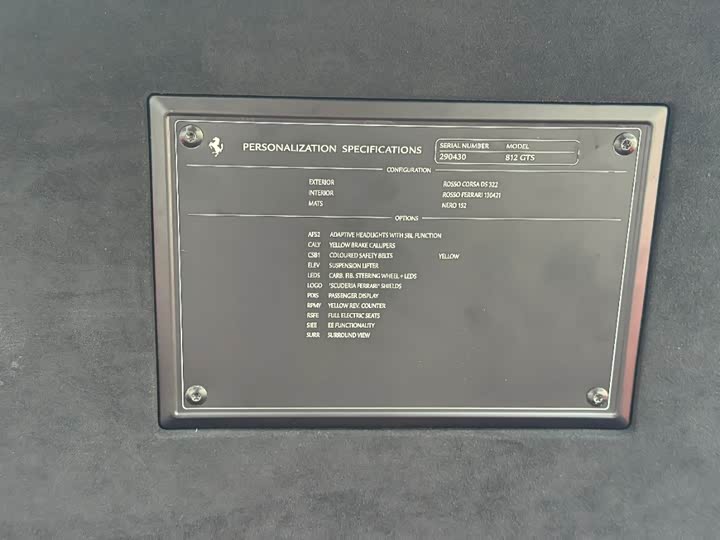 PERSONALIZATION SPECIFICATIONS
SERIAL NUMBER MODEL
290430 812 GTS
CONFIGURATION
EXTERIOR ROSSO CORSA DS 322
INTERIOR ROSSO FERRARI 130421
MATS NERO 152
OPTIONS
AFS2 ADAPTIVE HEADLIGHTS WITH SBL FUNCTION
CALY YELLOW BRAKE CALLIPERS
CSB1 COLOURED SAFETY BELTS YELLOW
ELEV SUSPENSION LIFTER
LEDS CARB. FIB. STEERING WHEEL + LEDS
LOGO "SCUDERIA FERRARI" SHIELDS
PDIS PASSENGER DISPLAY
RPMY YELLOW REV. COUNTER
RSFE FULL ELECTRIC SEATS
SIEE EE FUNCTIONALITY
SURR SURROUND VIEW